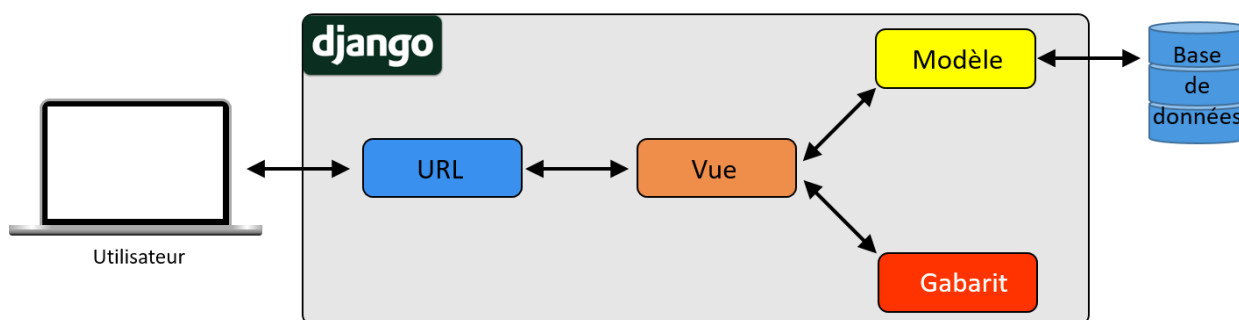 django
Modèle
Base
de
données
URL
Vue
Utilisateur
Gabarit